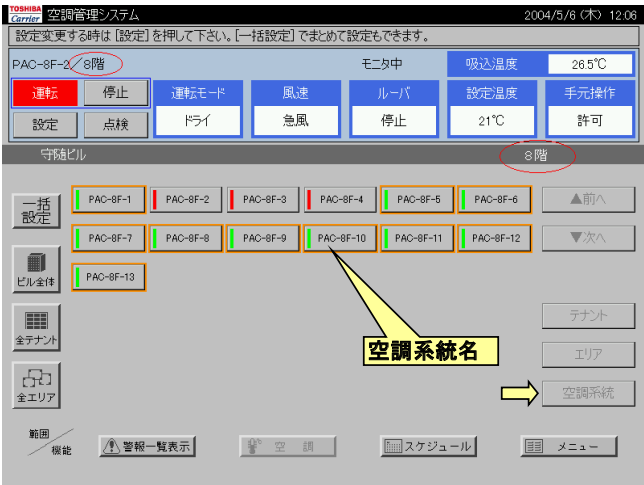 TOSHIBA
Carrier 空調管理システム 2004/5/6 (木) 12:06
設定変更する時は [設定] を押して下さい。[一括設定] でまとめて設定もできます。
PAC-8F-2/8階 モニタ中 吸込温度 26.5℃
運転 停止 運転モード 風速 ルーバ 設定温度 手元操作
設定 点検 ドライ 急風 停止 21℃ 許可
守随ビル 8階
一括設定 PAC-8F-1 PAC-8F-2 PAC-8F-3 PAC-8F-4 PAC-8F-5 PAC-8F-6 ▲前へ
PAC-8F-7 PAC-8F-8 PAC-8F-9 PAC-8F-10 PAC-8F-11 PAC-8F-12 ▼次へ
ビル全体 PAC-8F-13
全テナント テナント
空調系統名 エリア
全エリア 空調系統
範囲/機能 警報一覧表示 空調 スケジュール メニュー